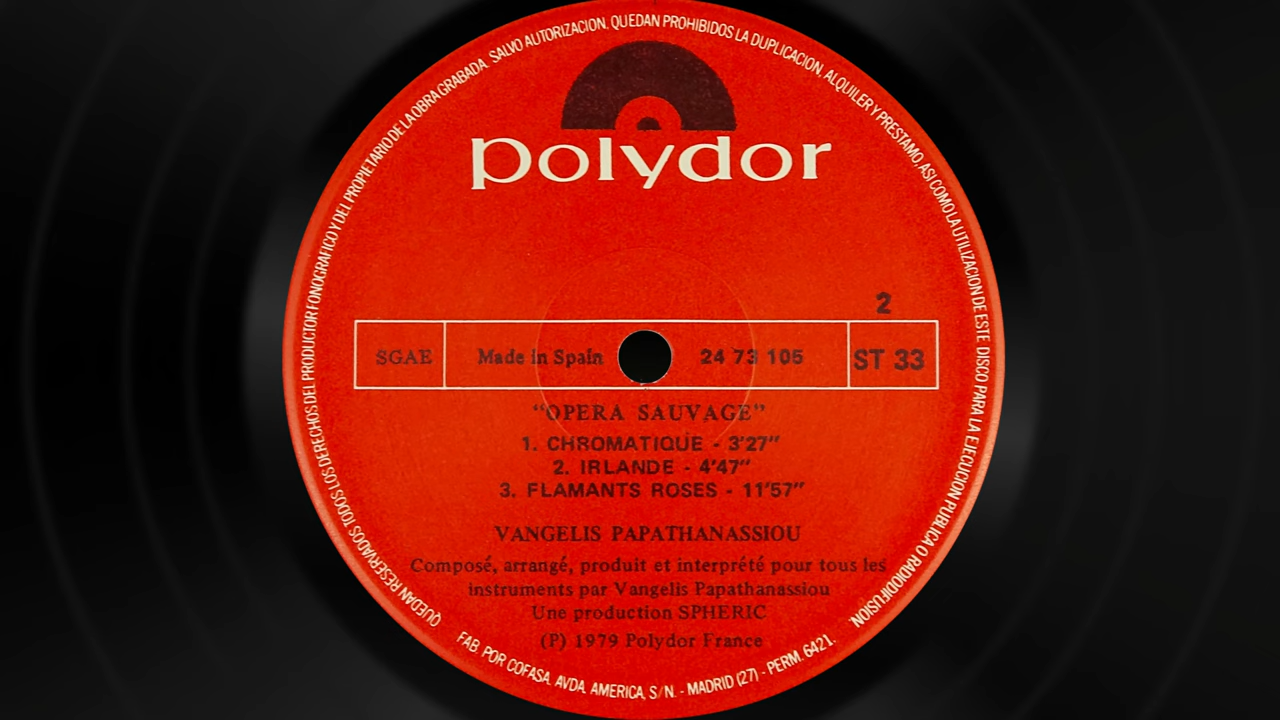 QUEDAN RESERVADOS TODOS LOS DERECHOS DEL PRODUCTOR FONOGRAFICO Y DEL PROPIETARIO DE LA OBRA GRABADA. SALVO AUTORIZACION, QUEDAN PROHIBIDOS LA DUPLICACION, ALQUILER Y PRESTAMO, ASI COMO LA UTILIZACION DE ESTE DISCO PARA LA EJECUCION PUBLICA O RADIODIFUSION.
polydor
2
SGAE Made in Spain 24 73 105 ST 33
"OPERA SAUVAGE"
1. CHROMATIQUE - 3'27"
2. IRLANDE - 4'47"
3. FLAMANTS ROSES - 11'57"
VANGELIS PAPATHANASSIOU
Composé, arrangé, produit et interprété pour tous les
instruments par Vangelis Papathanassiou
Une production SPHERIC
(P) 1979 Polydor France
FAB. POR COFASA. AVDA. AMERICA, S/N. - MADRID (27) - PERM. 6421.